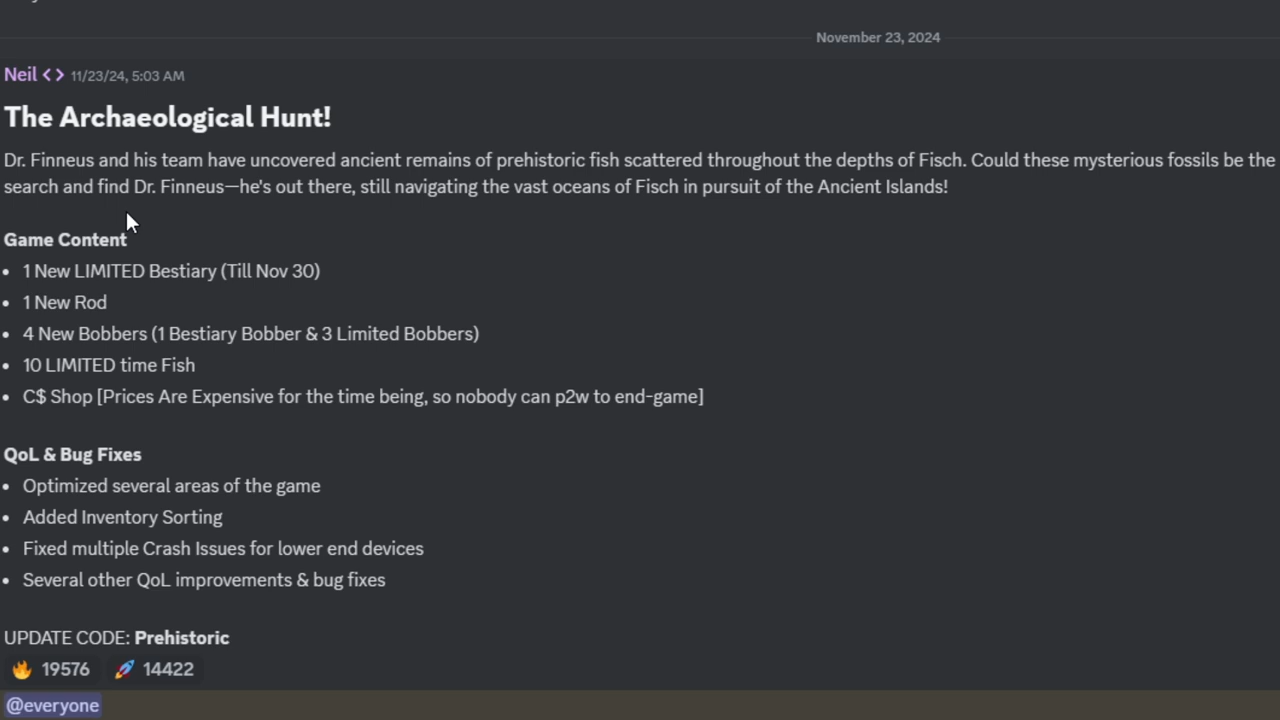 November 23, 2024
Neil <> 11/23/24, 5:03 AM
The Archaeological Hunt!
Dr. Finneus and his team have uncovered ancient remains of prehistoric fish scattered throughout the depths of Fisch. Could these mysterious fossils be the
search and find Dr. Finneus—he's out there, still navigating the vast oceans of Fisch in pursuit of the Ancient Islands!
Game Content
• 1 New LIMITED Bestiary (Till Nov 30)
• 1 New Rod
• 4 New Bobbers (1 Bestiary Bobber & 3 Limited Bobbers)
• 10 LIMITED time Fish
• C$ Shop [Prices Are Expensive for the time being, so nobody can p2w to end-game]
QoL & Bug Fixes
• Optimized several areas of the game
• Added Inventory Sorting
• Fixed multiple Crash Issues for lower end devices
• Several other QoL improvements & bug fixes
UPDATE CODE: Prehistoric
🔥 19576 🚀 14422
@everyone